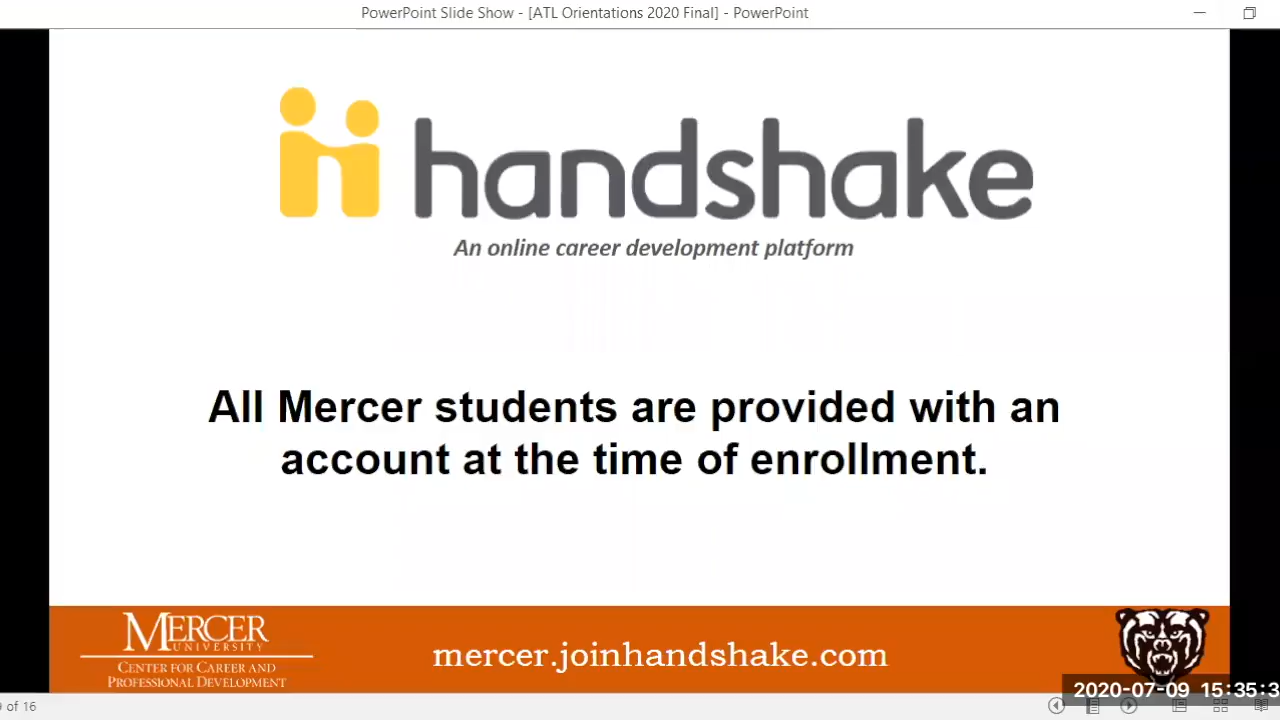 PowerPoint Slide Show - [ATL Orientations 2020 Final] - PowerPoint
handshake
An online career development platform
All Mercer students are provided with an
account at the time of enrollment.
MERCER
UNIVERSITY
CENTER FOR CAREER AND
PROFESSIONAL DEVELOPMENT
mercer.joinhandshake.com
2020-07-09 15:35:3
of 16